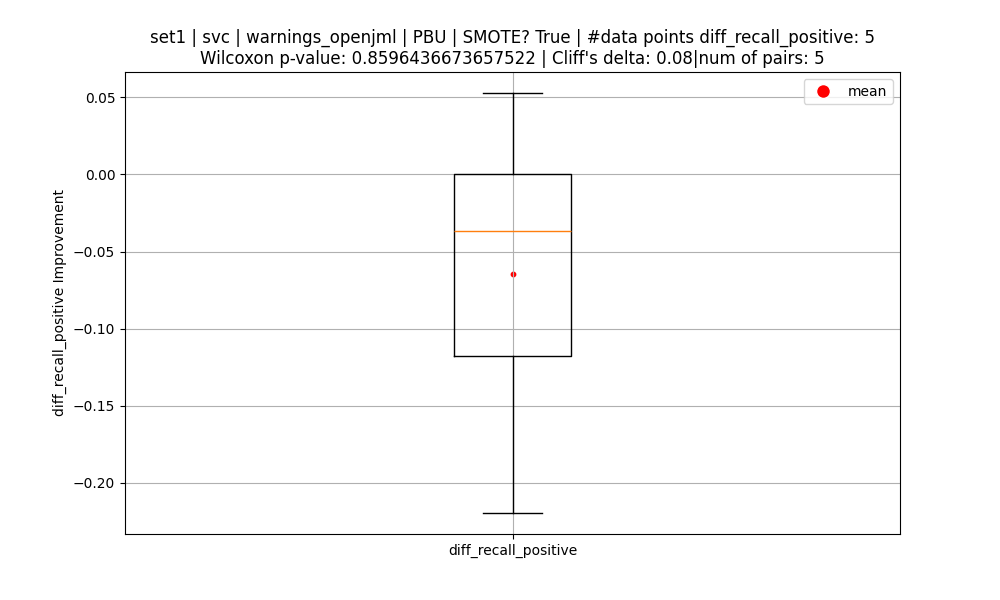 set1 | svc | warnings_openjml | PBU | SMOTE? True | #data points diff_recall_positive: 5
Wilcoxon p-value: 0.8596436673657522 | Cliff's delta: 0.08|num of pairs: 5
mean
0.05
0.00
−0.05
−0.10
−0.15
−0.20
diff_recall_positive Improvement
diff_recall_positive